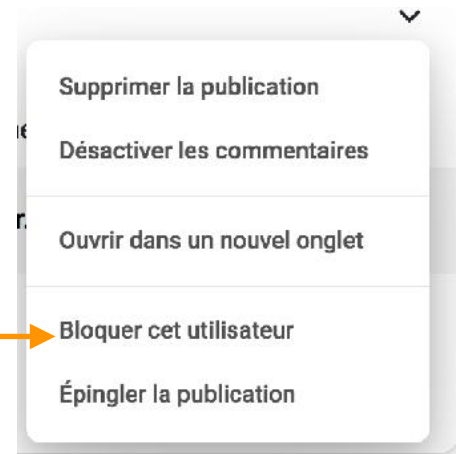 Supprimer la publication
Désactiver les commentaires
Ouvrir dans un nouvel onglet
Bloquer cet utilisateur
Épingler la publication